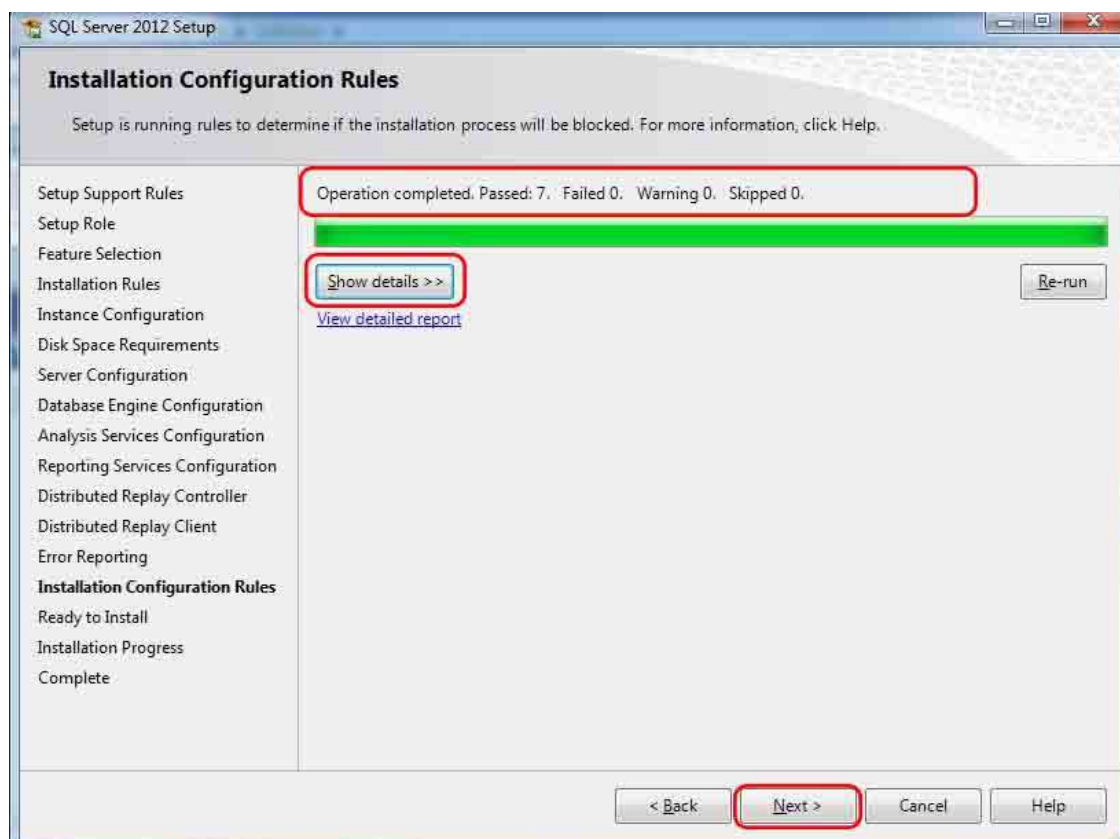 SQL Server 2012 Setup
Installation Configuration Rules
Setup is running rules to determine if the installation process will be blocked. For more information, click Help.
Setup Support Rules
Setup Role
Feature Selection
Installation Rules
Instance Configuration
Disk Space Requirements
Server Configuration
Database Engine Configuration
Analysis Services Configuration
Reporting Services Configuration
Distributed Replay Controller
Distributed Replay Client
Error Reporting
Installation Configuration Rules
Ready to Install
Installation Progress
Complete
Operation completed. Passed: 7. Failed 0. Warning 0. Skipped 0.
Show details >>
Re-run
View detailed report
< Back
Next >
Cancel
Help